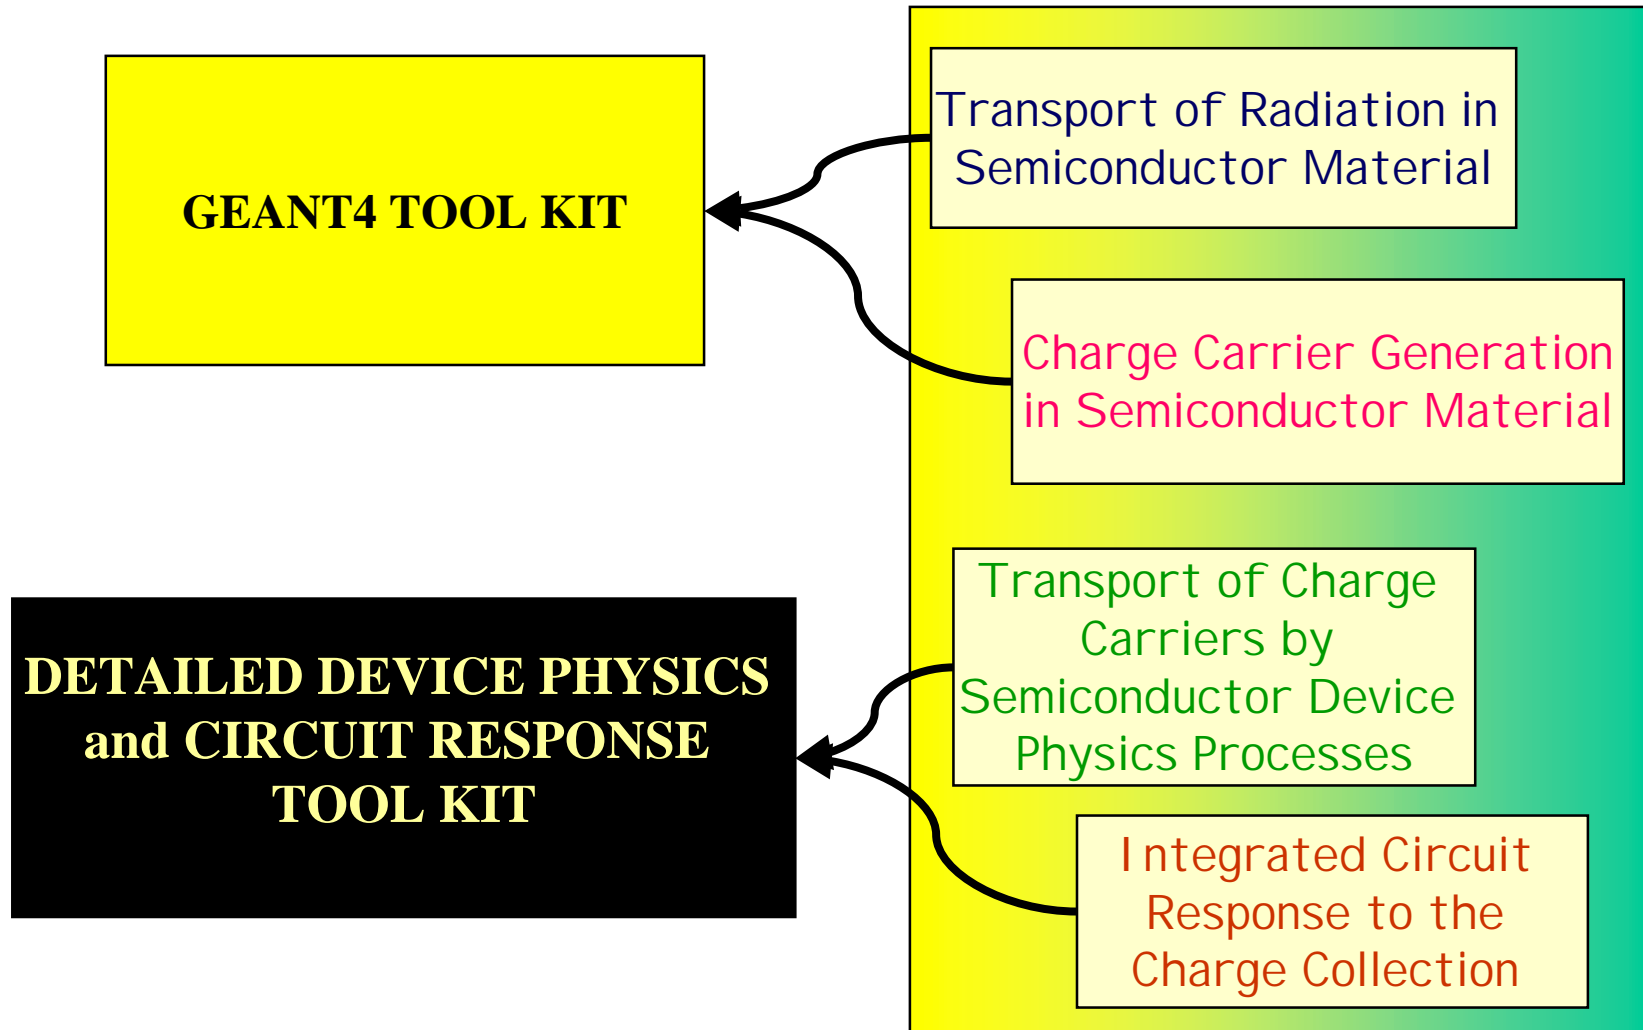 GEANT4 TOOL KIT
Transport of Radiation in
Semiconductor Material
Charge Carrier Generation
in Semiconductor Material
DETAILED DEVICE PHYSICS
and CIRCUIT RESPONSE
TOOL KIT
Transport of Charge
Carriers by
Semiconductor Device
Physics Processes
Integrated Circuit
Response to the
Charge Collection